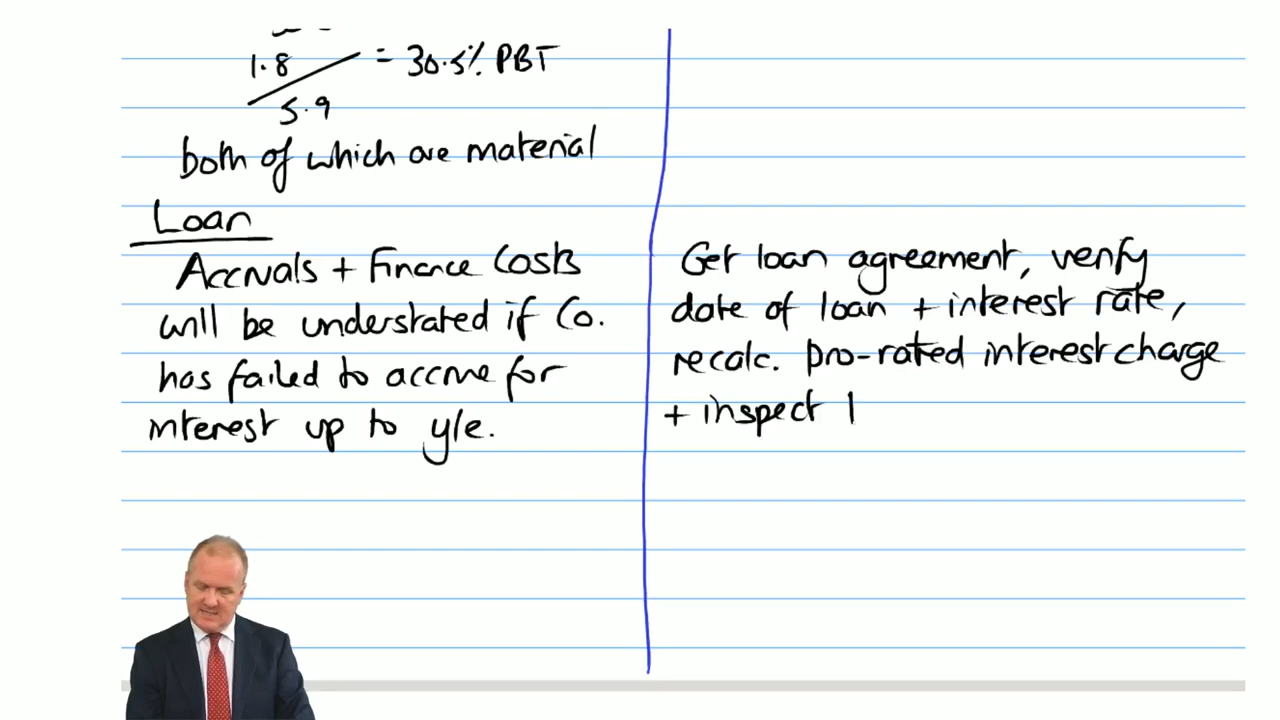 1.8
= 30.5% PBT
5.9
both of which are material
Loan
Accruals + Finance Costs
will be understated if Co.
has failed to accrue for
interest up to y/e.
Get loan agreement, verify
date of loan + interest rate,
recalc. pro-rated interest charge
+ inspect